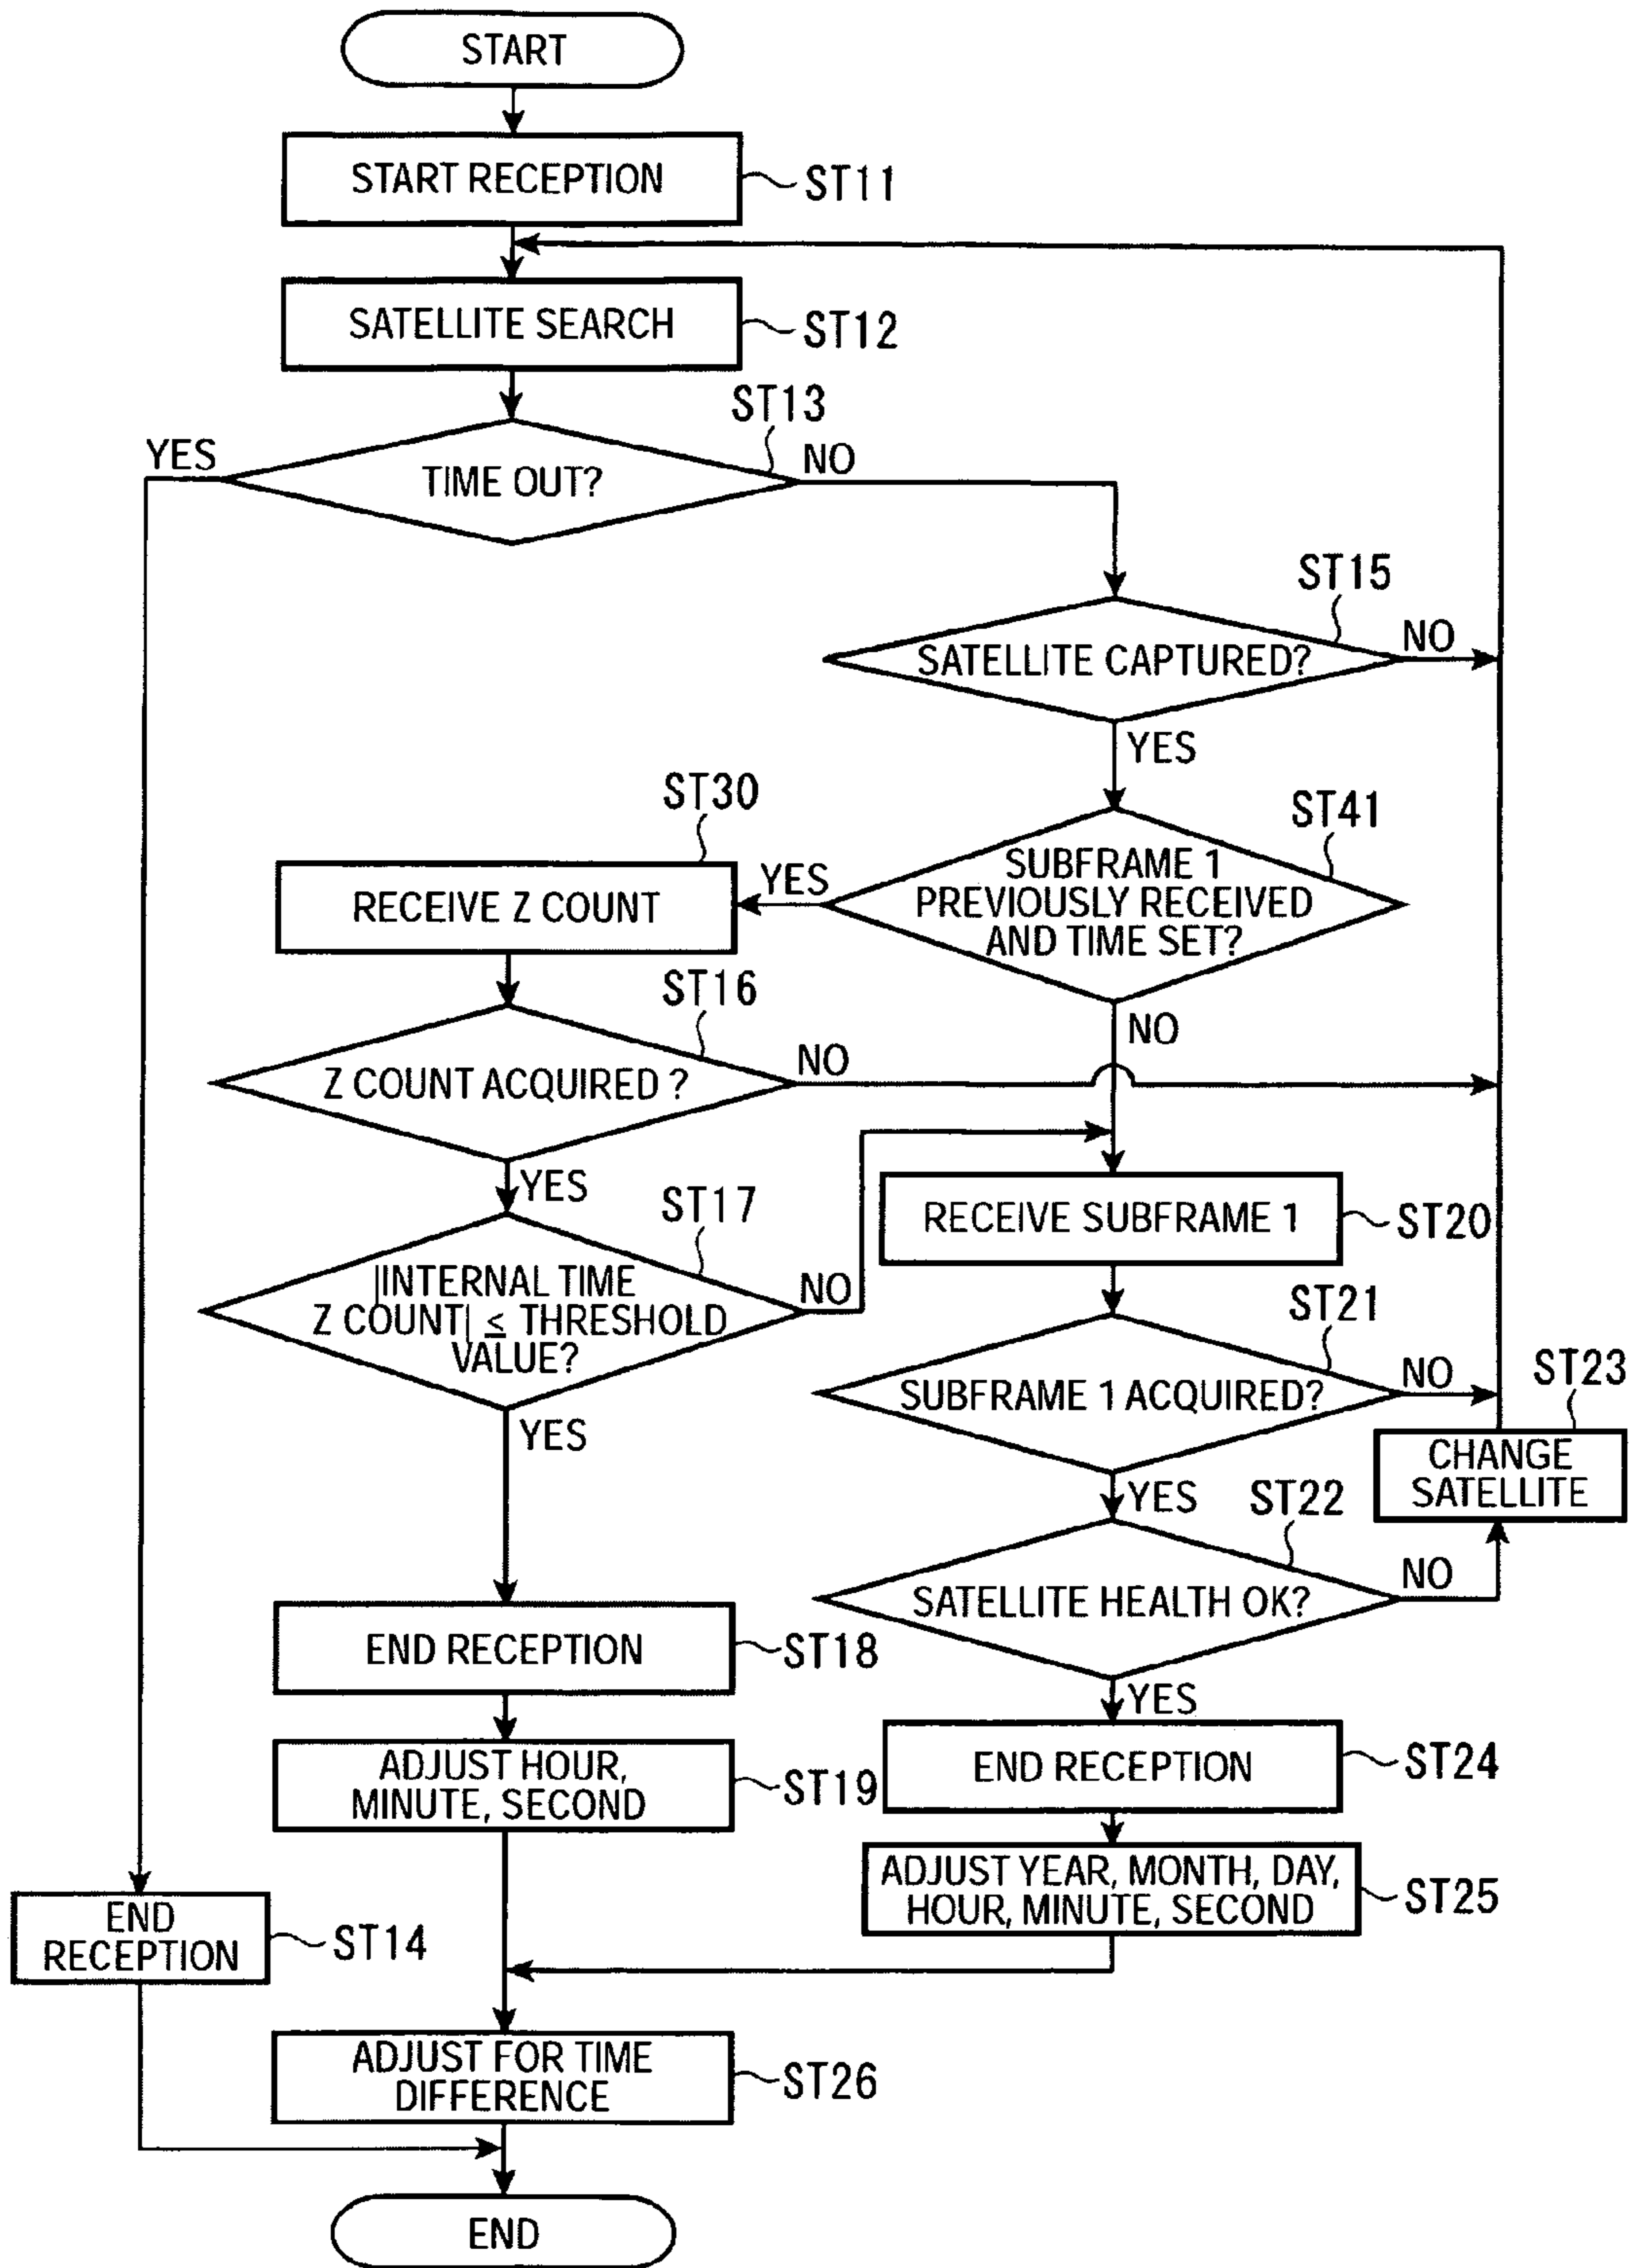 START
START RECEPTION
ST11
SATELLITE SEARCH
ST12
ST13
YES
TIME OUT?
NO
ST15
SATELLITE CAPTURED?
NO
YES
ST30
ST41
RECEIVE Z COUNT
YES
SUBFRAME 1
PREVIOUSLY RECEIVED
AND TIME SET?
ST16
NO
Z COUNT ACQUIRED ?
NO
YES
ST17
RECEIVE SUBFRAME 1
ST20
|INTERNAL TIME
Z COUNT| ≤ THRESHOLD
VALUE?
NO
ST21
YES
SUBFRAME 1 ACQUIRED?
NO
ST23
CHANGE
SATELLITE
YES
ST22
SATELLITE HEALTH OK?
NO
END RECEPTION
ST18
YES
END RECEPTION
ST24
ADJUST HOUR,
MINUTE, SECOND
ST19
ADJUST YEAR, MONTH, DAY,
HOUR, MINUTE, SECOND
ST25
END
RECEPTION
ST14
ADJUST FOR TIME
DIFFERENCE
ST26
END